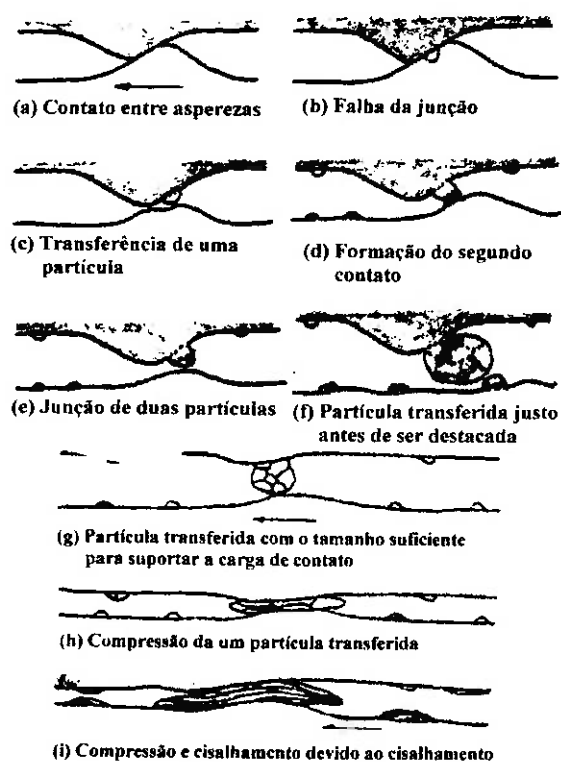 (a) Contato entre asperezas
(b) Falha da junção
(c) Transferência de uma
partícula
(d) Formação do segundo
contato
(e) Junção de duas partículas
(f) Partícula transferida justo
antes de ser destacada
(g) Partícula transferida com o tamanho suficiente
para suportar a carga de contato
(h) Compressão da um partícula transferida
(i) Compressão e cisalhamento devido ao cisalhamento